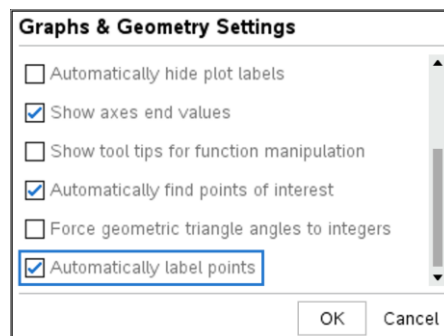 Graphs & Geometry Settings
Automatically hide plot labels
Show axes end values
Show tool tips for function manipulation
Automatically find points of interest
Force geometric triangle angles to integers
Automatically label points
OK Cancel